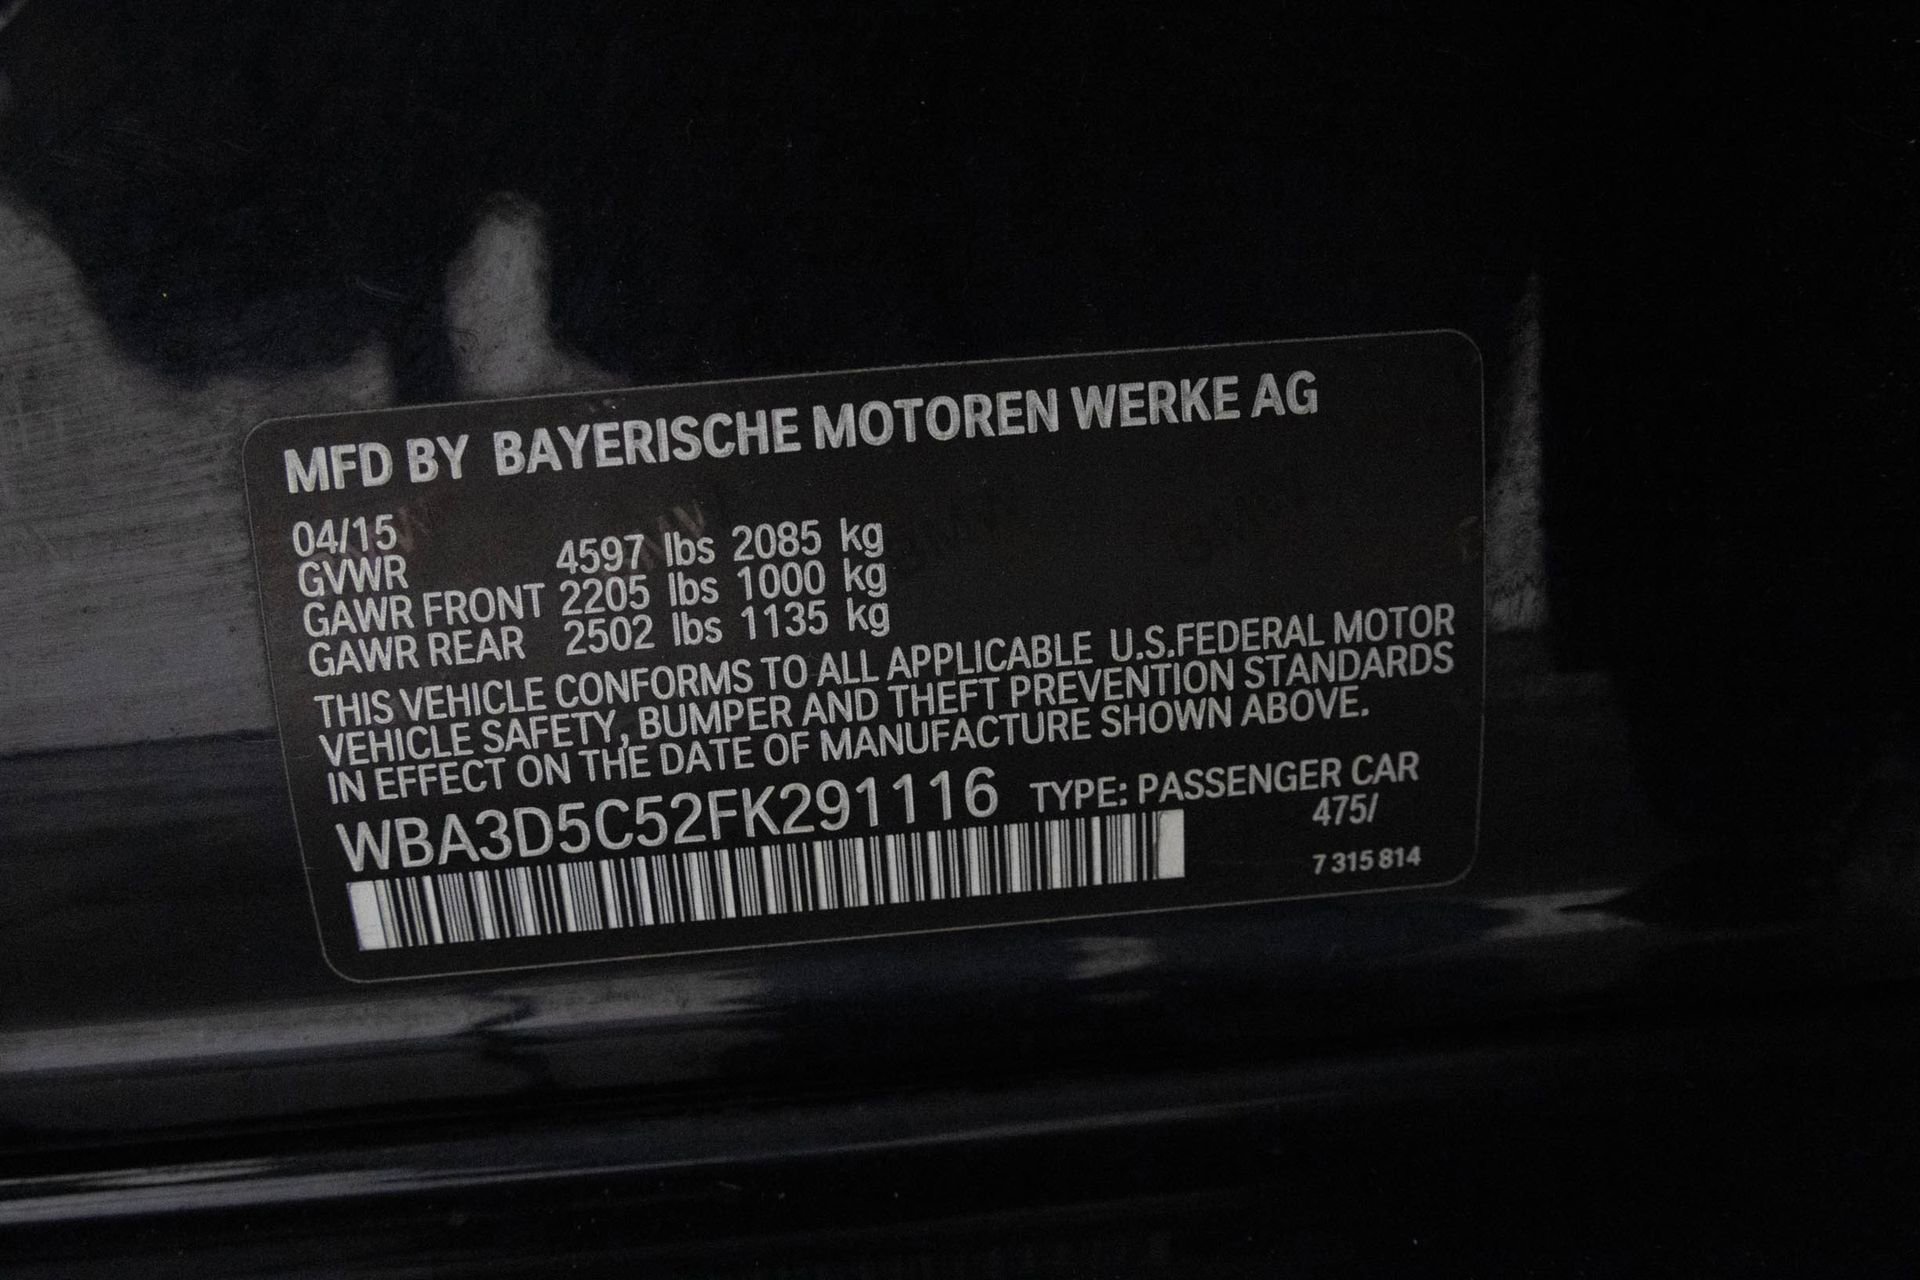 MFD BY BAYERISCHE MOTOREN WERKE AG
04/15
GVWR 4597 lbs 2085 kg
GAWR FRONT 2205 lbs 1000 kg
GAWR REAR 2502 lbs 1135 kg
THIS VEHICLE CONFORMS TO ALL APPLICABLE U.S.FEDERAL MOTOR
VEHICLE SAFETY, BUMPER AND THEFT PREVENTION STANDARDS
IN EFFECT ON THE DATE OF MANUFACTURE SHOWN ABOVE.
WBA3D5C52FK291116 TYPE: PASSENGER CAR
475/
7 315 814